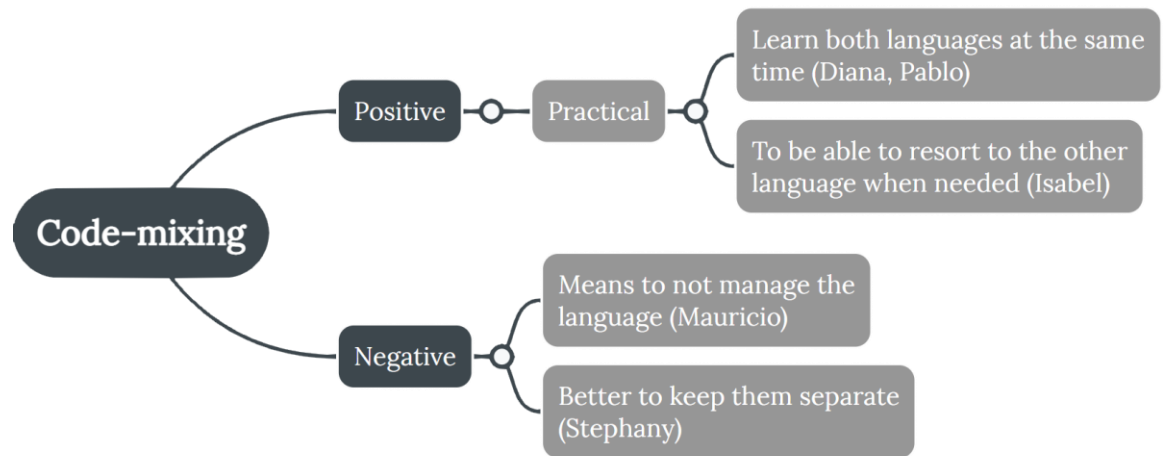 Code-mixing
Positive
Practical
Learn both languages at the same
time (Diana, Pablo)
To be able to resort to the other
language when needed (Isabel)
Negative
Means to not manage the
language (Mauricio)
Better to keep them separate
(Stephany)